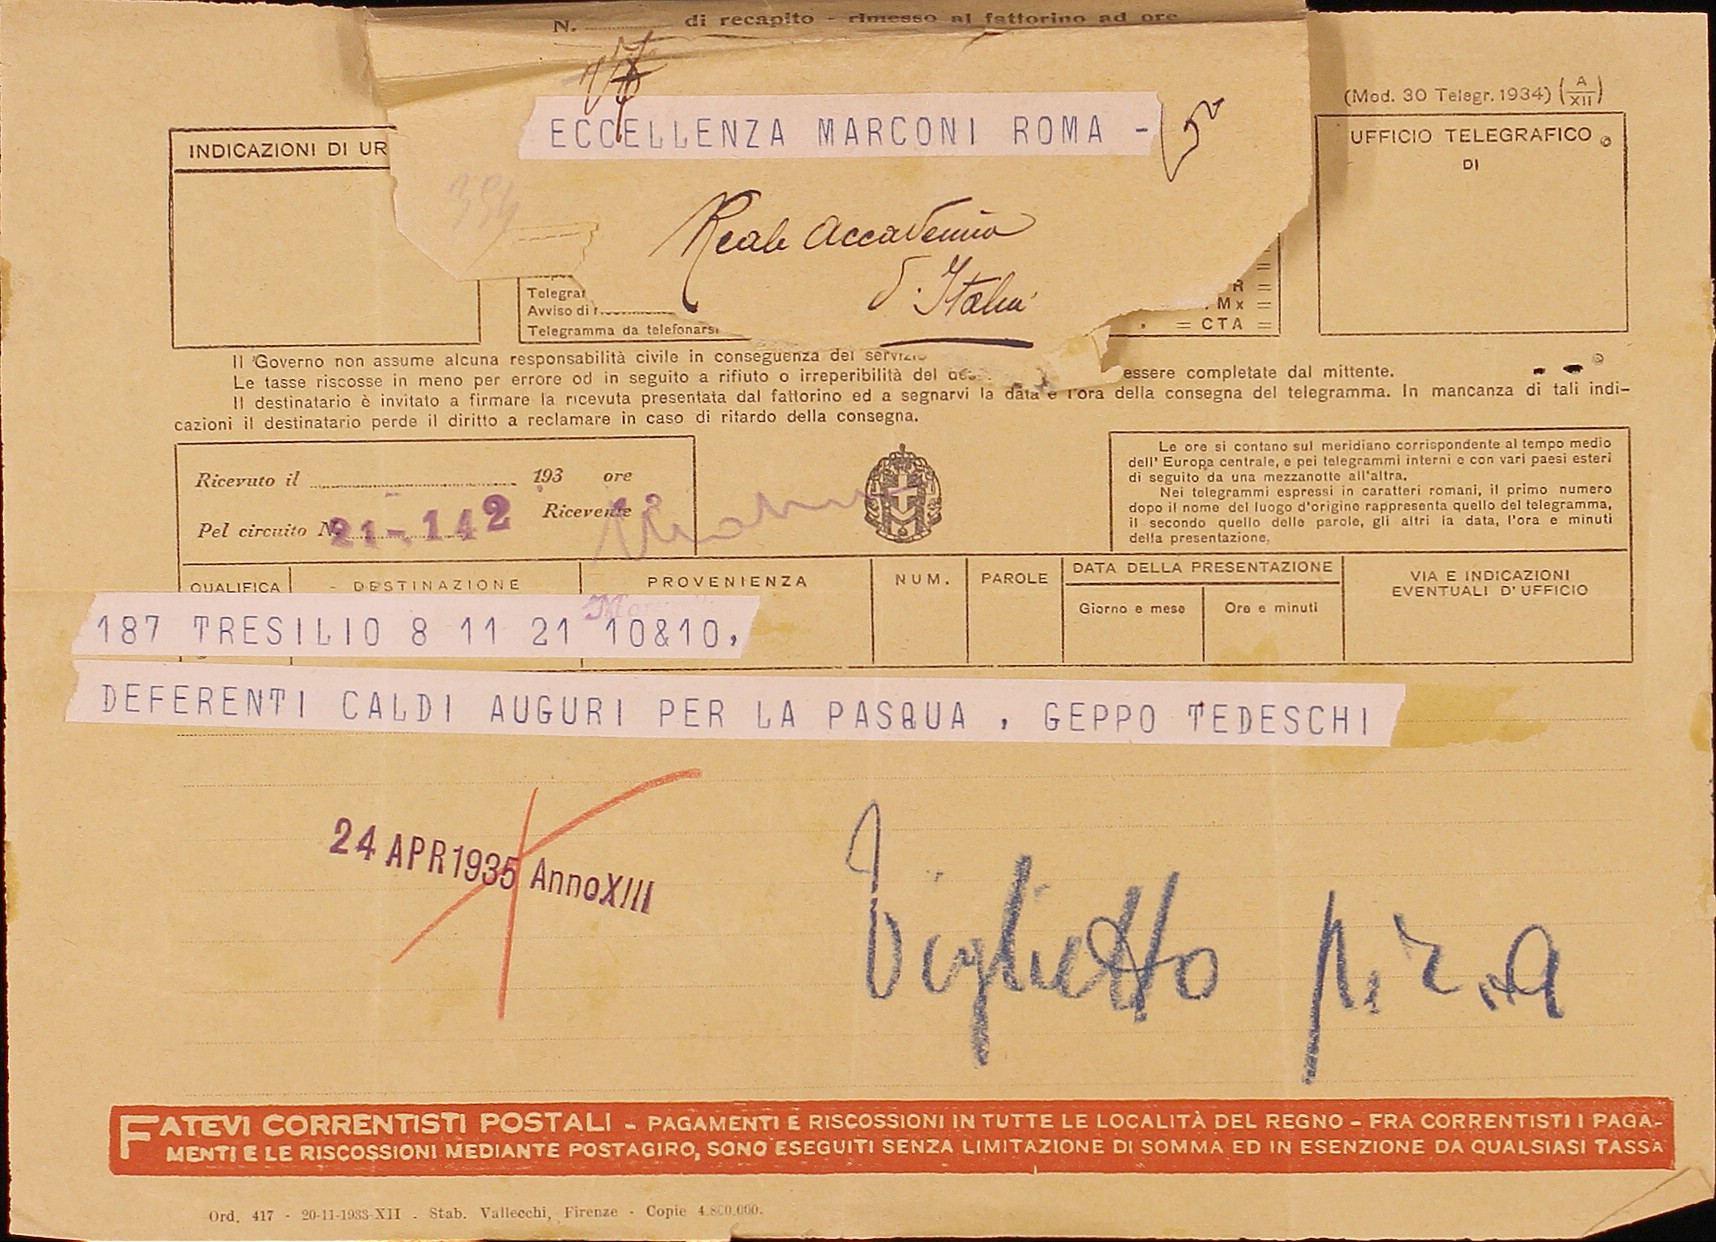 N. di recapito - rimesso al fattorino ad ore
ECCELLENZA MARCONI ROMA -
Reale Accademia
d'Italia
354
(Mod. 30 Telegr. 1934) (A/XII)
INDICAZIONI DI UR
UFFICIO TELEGRAFICO
DI
Telegrar
Avviso di
Telegramma da telefonarsi
R =
Mx =
= CTA =
Il Governo non assume alcuna responsabilità civile in conseguenza del servizio
Le tasse riscosse in meno per errore od in seguito a rifiuto o irreperibilità del essere completate dal mittente.
Il destinatario è invitato a firmare la ricevuta presentata dal fattorino ed a segnarvi la data e l'ora della consegna del telegramma. In mancanza di tali indi-
cazioni il destinatario perde il diritto a reclamare in caso di ritardo della consegna.
Ricevuto il 193 ore
Pel circuito N. 21-142 Ricevente
Le ore si contano sul meridiano corrispondente al tempo medio
dell' Europa centrale, e pei telegrammi interni e con vari paesi esteri
di seguito da una mezzanotte all'altra.
Nei telegrammi espressi in caratteri romani, il primo numero
dopo il nome del luogo d'origine rappresenta quello del telegramma,
il secondo quello delle parole, gli altri la data, l'ora e minuti
della presentazione.
QUALIFICA - DESTINAZIONE PROVENIENZA NUM. PAROLE DATA DELLA PRESENTAZIONE VIA E INDICAZIONI
EVENTUALI D'UFFICIO
Giorno e mese Ore e minuti
187 TRESILIO 8 11 21 10&10,
DEFERENTI CALDI AUGURI PER LA PASQUA , GEPPO TEDESCHI
24 APR 1935 Anno XIII
Viglietto p.r.a
FATEVI CORRENTISTI POSTALI - PAGAMENTI E RISCOSSIONI IN TUTTE LE LOCALITÀ DEL REGNO - FRA CORRENTISTI I PAGA-
MENTI E LE RISCOSSIONI MEDIANTE POSTAGIRO, SONO ESEGUITI SENZA LIMITAZIONE DI SOMMA ED IN ESENZIONE DA QUALSIASI TASSA
Ord. 417 - 20-11-1933-XII . Stab. Vallecchi, Firenze - Copie 4.800.000.